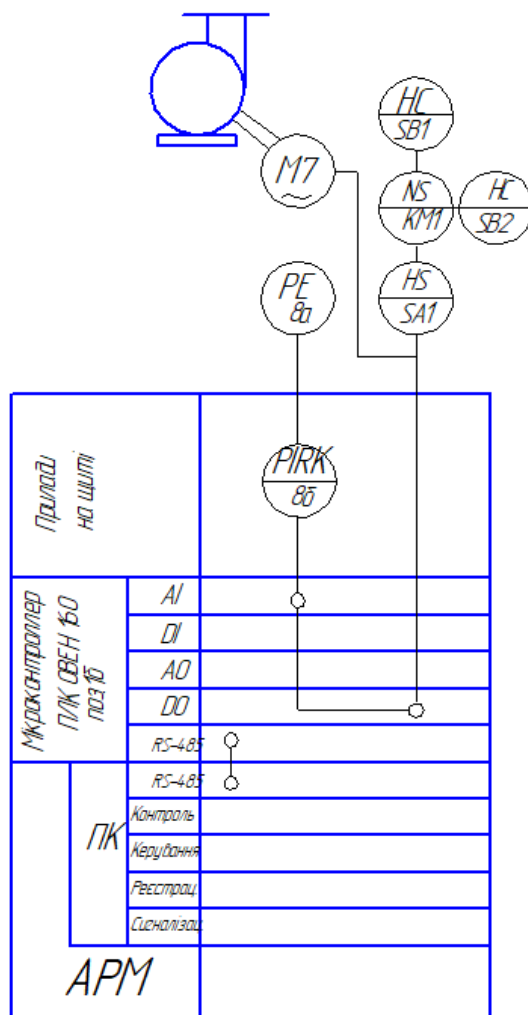 HC
SB1
M7
NS
KM1
HC
SB2
PE
8а
HS
SA1
Прилади
на щиті
PIRK
8б
Мікроконтроллер
ПЛК ОВЕН 160
поз 1б
AI
DI
AO
DO
RS-485
ПК
RS-485
Контроль
Керування
Реєстрац.
Сигналізац.
АРМ